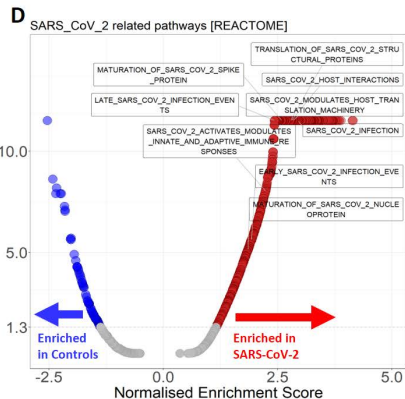 D
SARS_CoV_2 related pathways [REACTOME]
TRANSLATION_OF_SARS_COV_2_STRU
CTURAL_PROTEINS
MATURATION_OF_SARS_COV_2_SPIKE
_PROTEIN
SARS_COV_2_HOST_INTERACTIONS
LATE_SARS_COV_2_INFECTION_EVEN
TS
SARS_COV_2_MODULATES_HOST_TRAN
SLATION_MACHINERY
SARS_COV_2_INFECTION
SARS_COV_2_ACTIVATES_MODULATES
_INNATE_AND_ADAPTIVE_IMMUNE_RE
SPONSES
EARLY_SARS_COV_2_INFECTION_EVE
NTS
MATURATION_OF_SARS_COV_2_NUCLE
OPROTEIN
10.0
5.0
1.3
Enriched
in Controls
Enriched in
SARS-CoV-2
-2.5
0.0
2.5
5.0
Normalised Enrichment Score